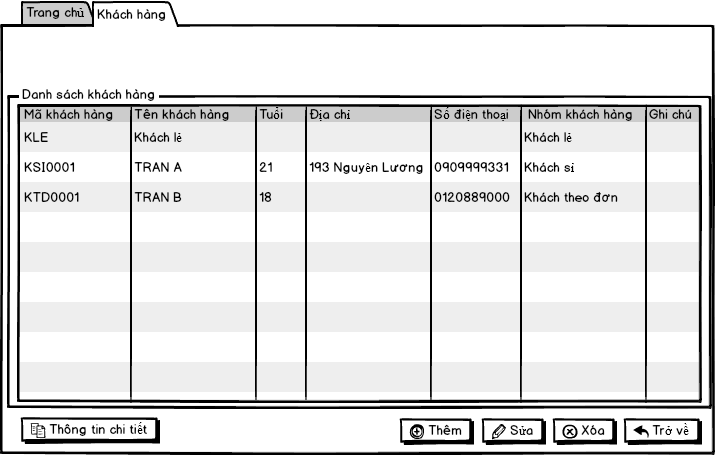 Trang chủ Khách hàng
Danh sách khách hàng
Mã khách hàng Tên khách hàng Tuổi Địa chỉ Số điện thoại Nhóm khách hàng Ghi chú
KLE Khách lẻ Khách lẻ
KSI0001 TRAN A 21 193 Nguyễn Lương 0909999331 Khách sỉ
KTD0001 TRAN B 18 0120889000 Khách theo đơn
Thông tin chi tiết Thêm Sửa Xóa Trở về